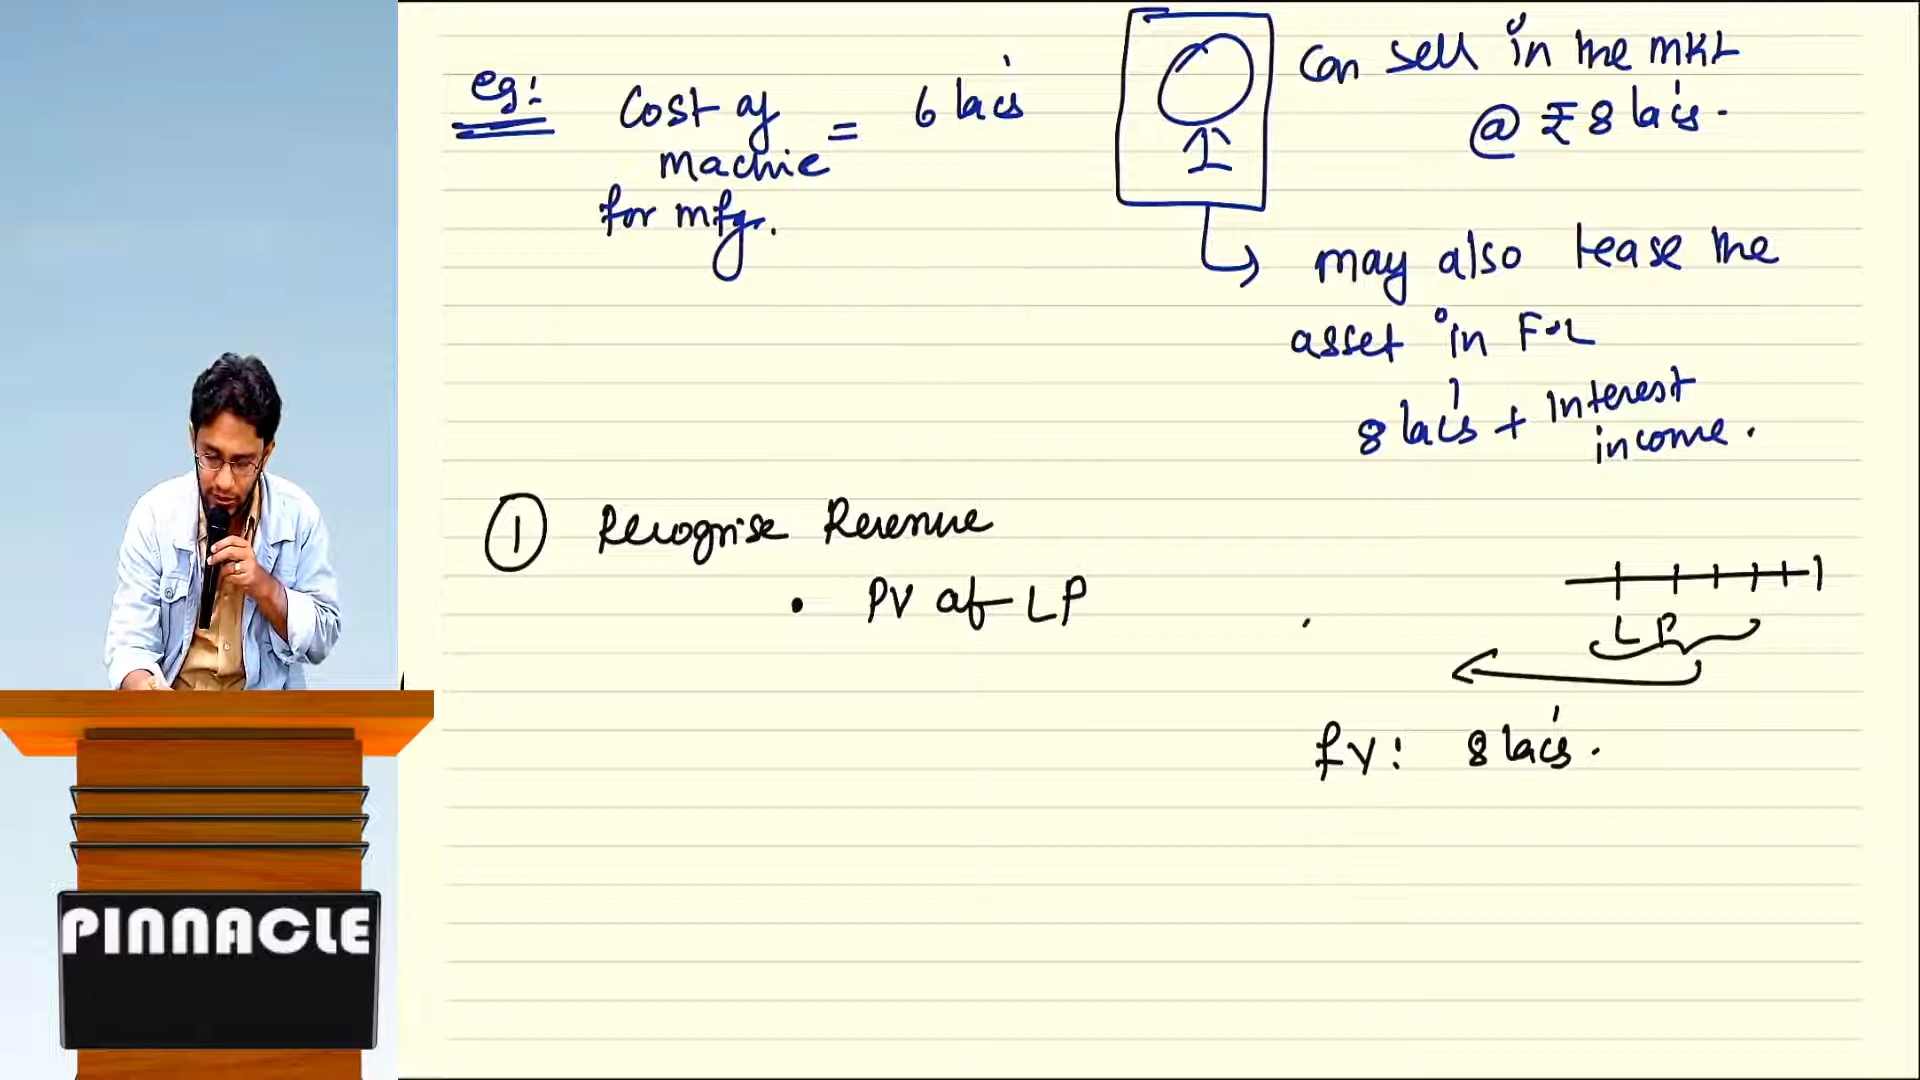 eg:
Cost of = 6 lacs
machie
for mfg.
can sell in the mkt
@ ₹ 8 lacs.
may also lease the
asset in F.L
8 lacs + Interest
income.
① Recognise Revenue
• PV of LP
LP
FV: 8 lacs.
PINNACLE